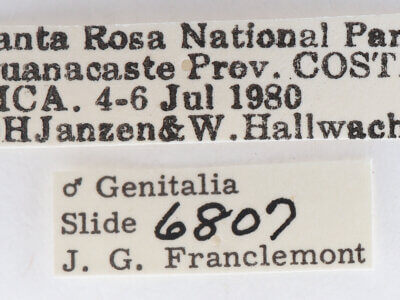 anta Rosa National Par
uanacaste Prov. COST
ICA. 4-6 Jul 1980
HJanzen&W.Hallwach
♂ Genitalia
Slide 6807
J. G. Franclemont